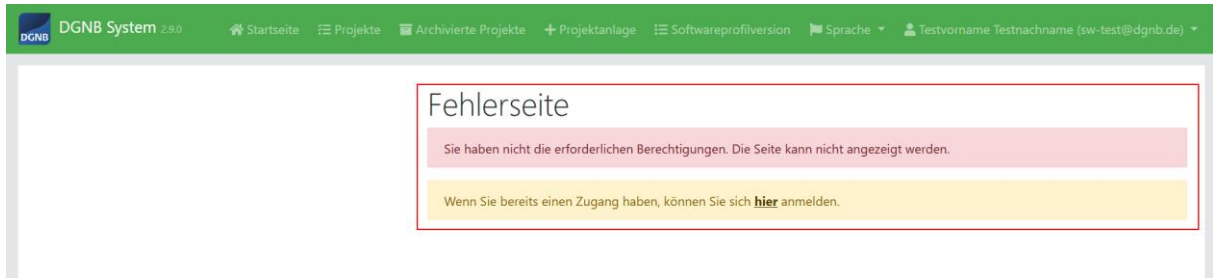 DGNB
DGNB System 2.9.0 Startseite Projekte Archivierte Projekte + Projektanlage Softwareprofilversion Sprache Testvorname Testnachname (sw-test@dgnb.de)
Fehlerseite
Sie haben nicht die erforderlichen Berechtigungen. Die Seite kann nicht angezeigt werden.
Wenn Sie bereits einen Zugang haben, können Sie sich hier anmelden.